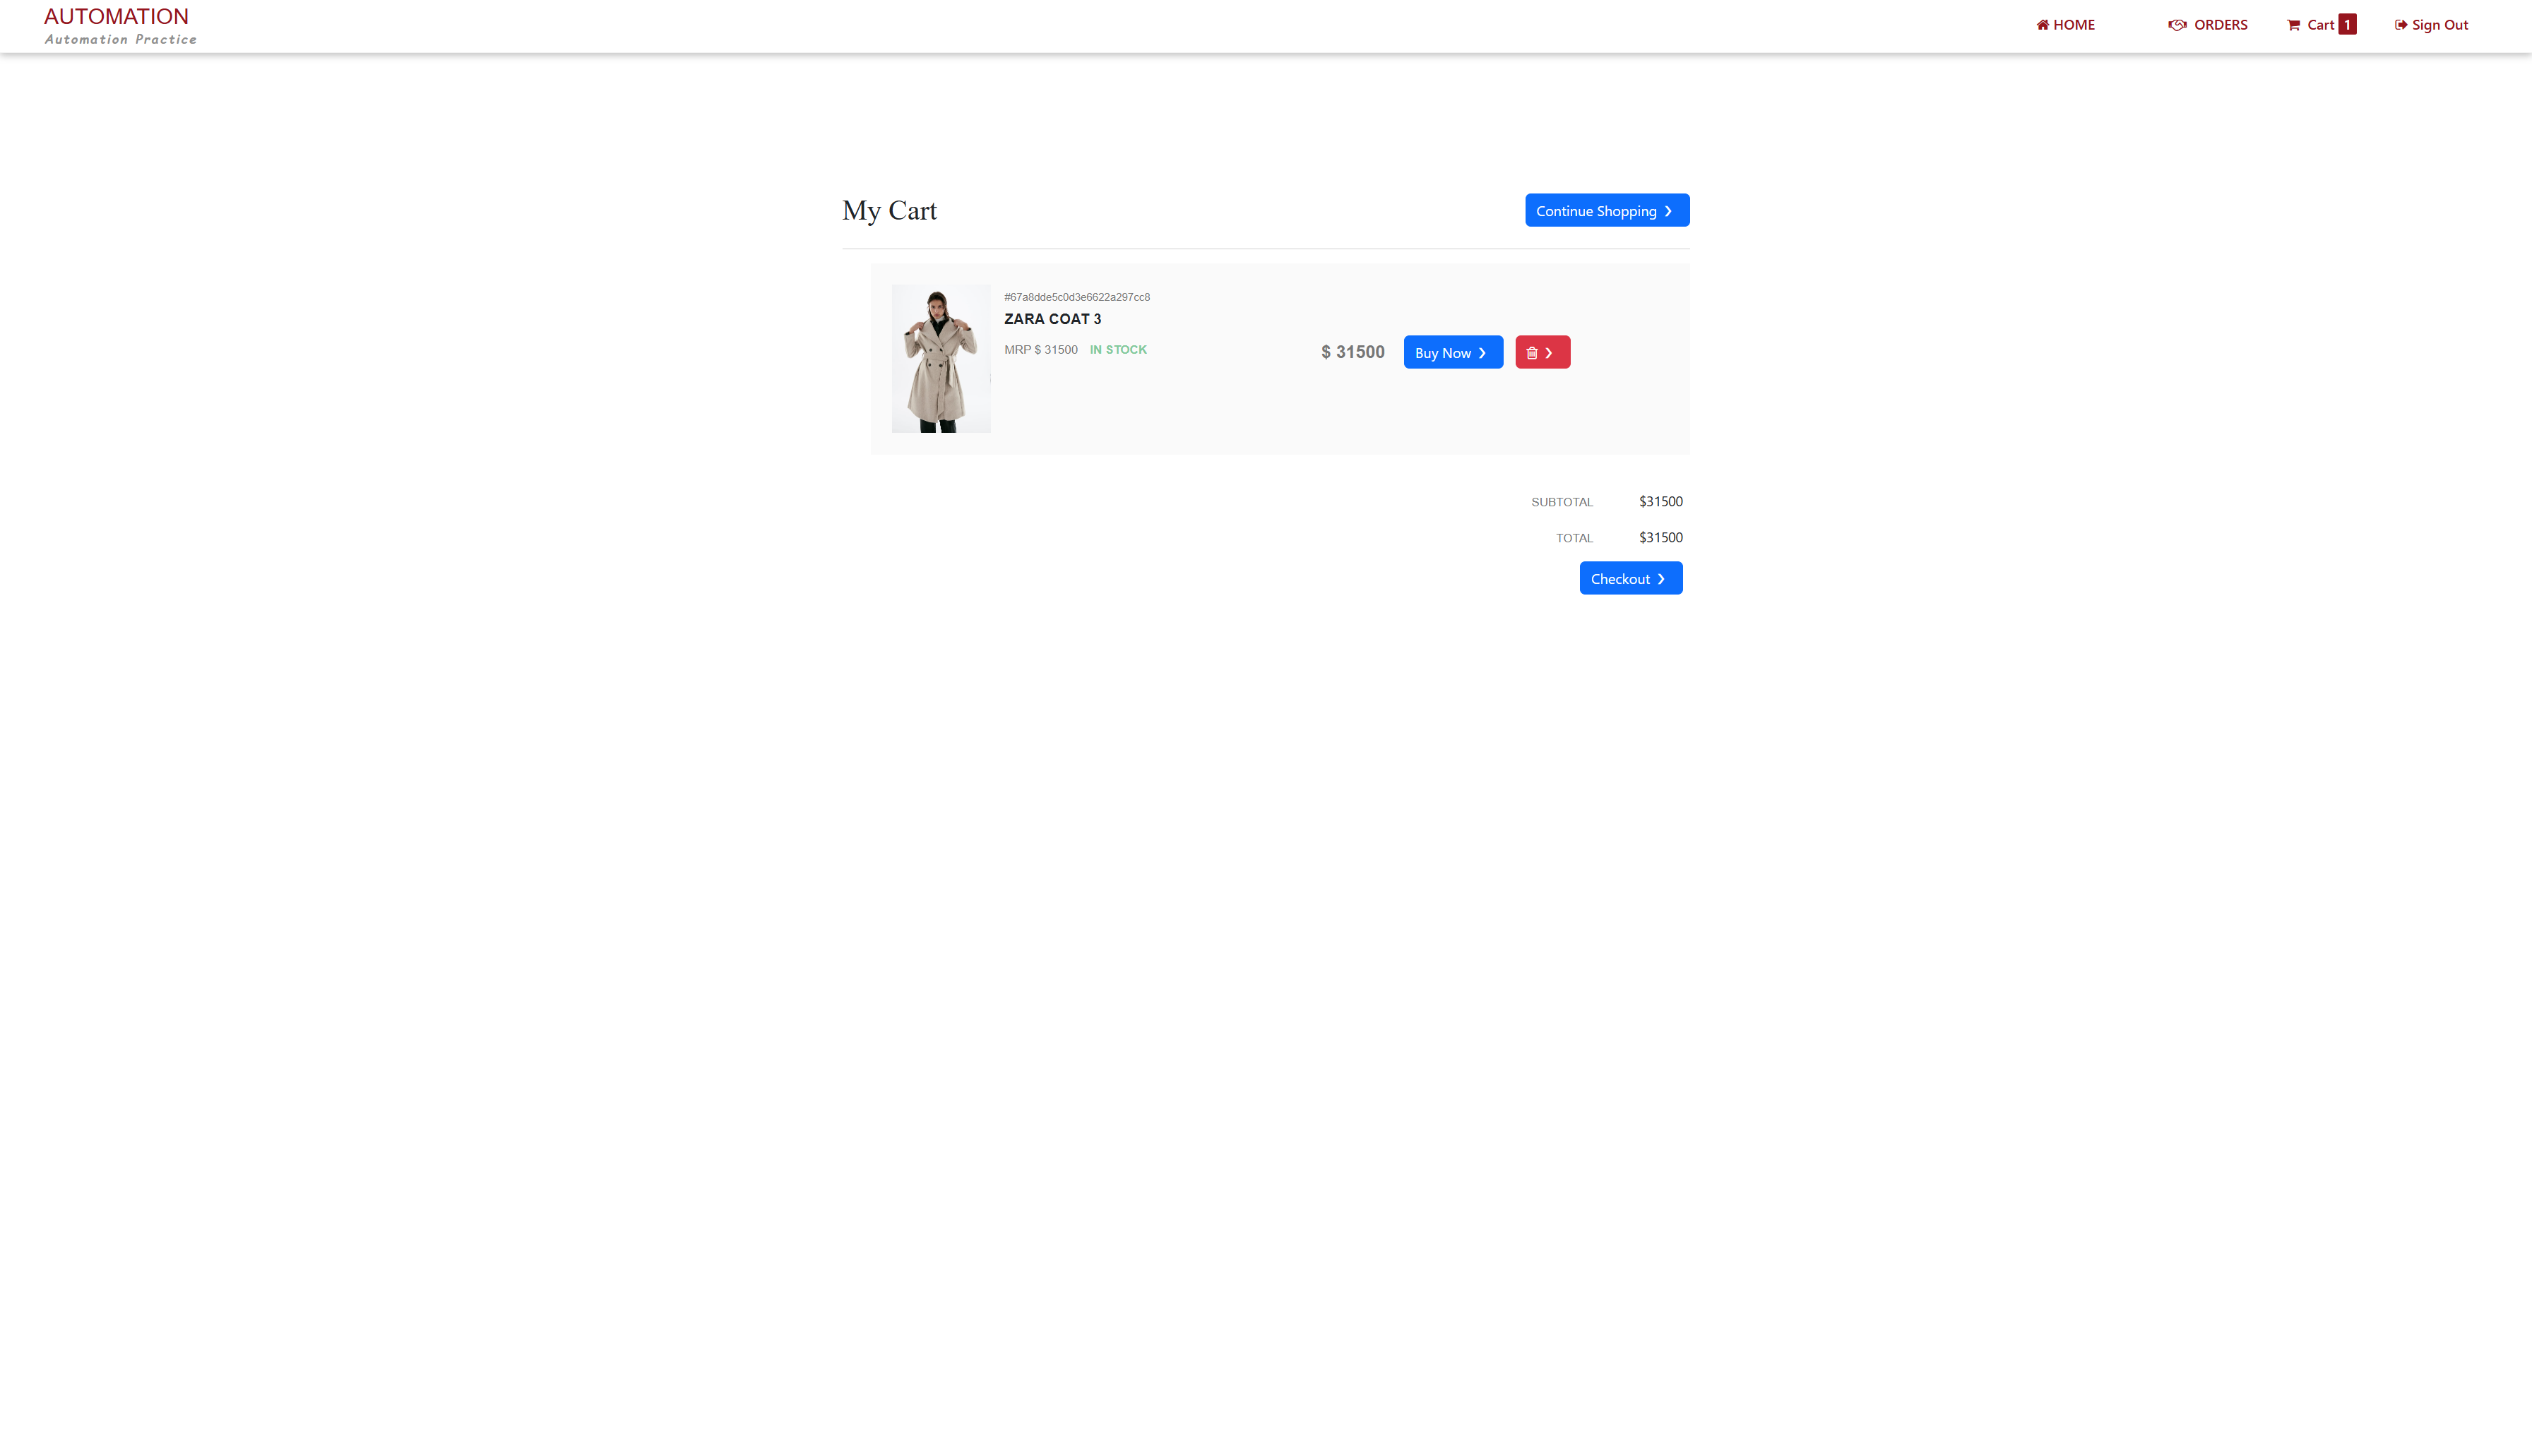 AUTOMATION
Automation Practice
HOME
ORDERS
Cart 1
Sign Out
My Cart
Continue Shopping ❯
#67a8dde5c0d3e6622a297cc8
ZARA COAT 3
MRP $ 31500 IN STOCK
$ 31500
Buy Now ❯
❯
SUBTOTAL $31500
TOTAL $31500
Checkout ❯